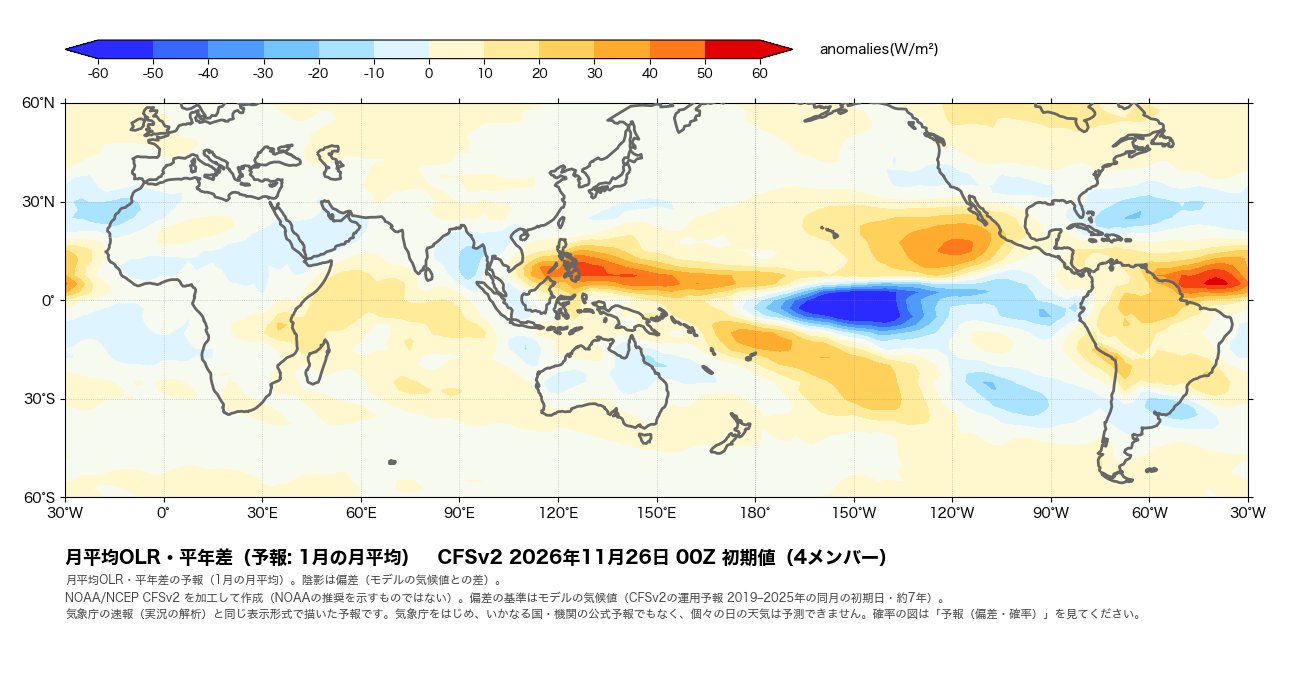 anomalies(W/m²)
-60 -50 -40 -30 -20 -10 0 10 20 30 40 50 60
60°N
30°N
0°
30°S
60°S
30°W 0° 30°E 60°E 90°E 120°E 150°E 180° 150°W 120°W 90°W 60°W 30°W
月平均OLR・平年差（予報: 1月の月平均） CFSv2 2026年11月26日 00Z 初期値（4メンバー）
月平均OLR・平年差の予報（1月の月平均）。陰影は偏差（モデルの気候値との差）。
NOAA/NCEP CFSv2 を加工して作成（NOAAの推奨を示すものではない）。偏差の基準はモデルの気候値（CFSv2の運用予報 2019–2025年の同月の初期日・約7年）。
気象庁の速報（実況の解析）と同じ表示形式で描いた予報です。気象庁をはじめ、いかなる国・機関の公式予報でもなく、個々の日の天気は予測できません。確率の図は「予報（偏差・確率）」を見てください。